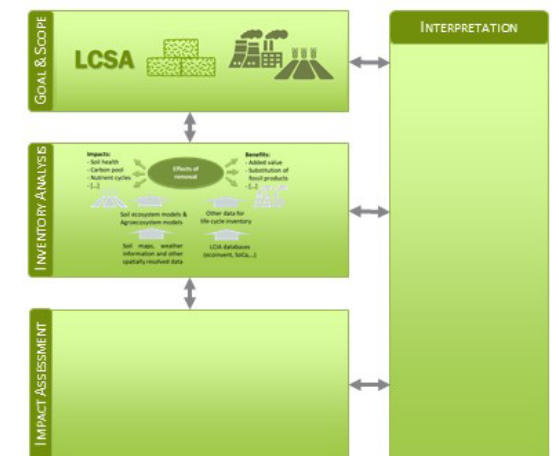 GOAL & SCOPE
LCSA
INTERPRETATION
INVENTORY ANALYSIS
Impacts:
- Soil health
- Carbon pool
- Nutrient cycles
- [...]
Effects of
removal
Benefits:
- Added value
- Substitution of
fossil products
- [...]
Soil ecosystem models &
Agroecosystem models
Other data for
life cycle inventory
Soil maps, weather
information and other
spatially resolved data
LCIA databases
(ecoinvent, SoCa,...)
IMPACT ASSESSMENT